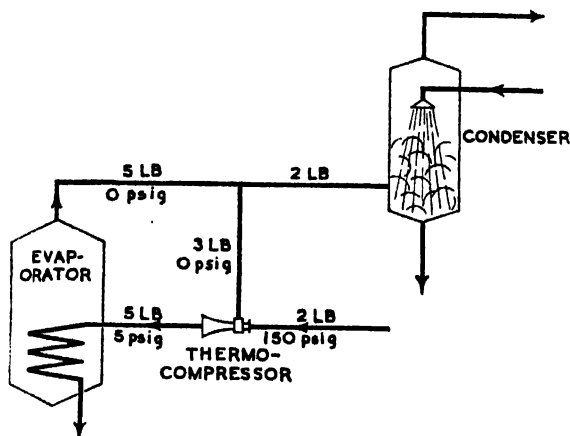 CONDENSER
5 LB
0 psig
2 LB
EVAP-
ORATOR
3 LB
0 psig
5 LB
5 psig
2 LB
150 psig
THERMO-
COMPRESSOR